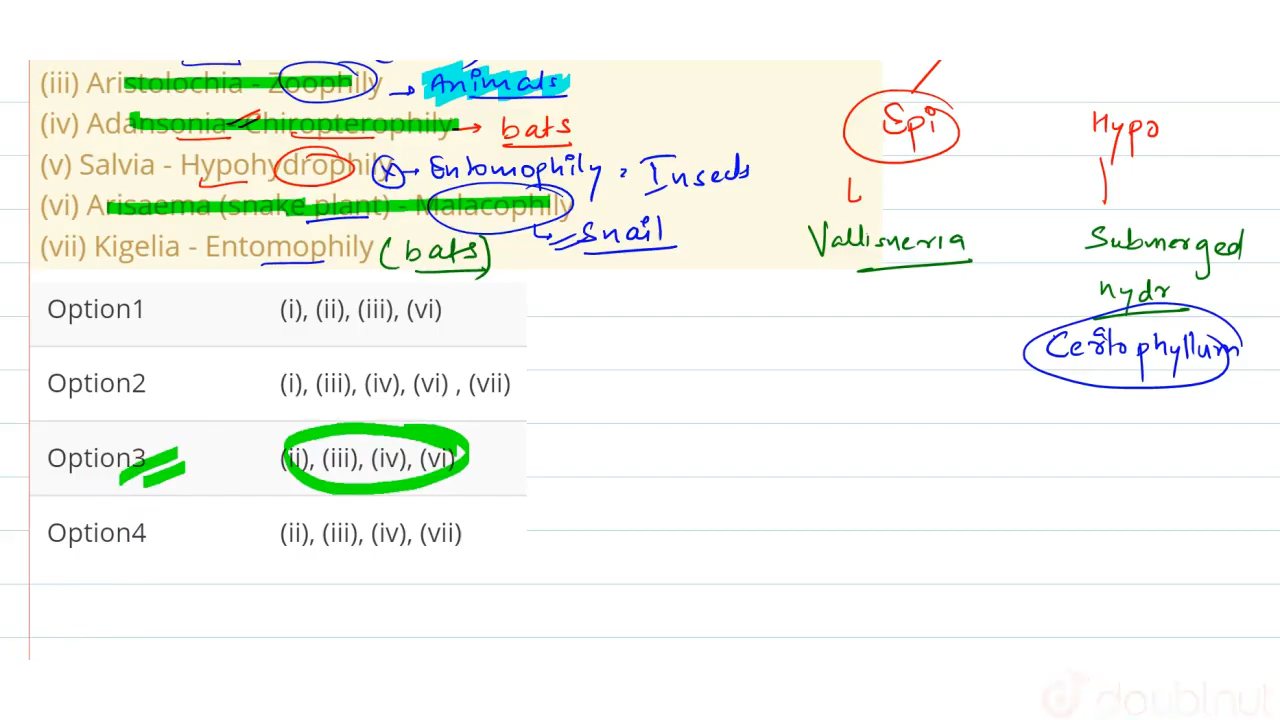 (iii) Aristolochia - Zoophily → Animals
(iv) Adansonia - Chiropterophily → bats
(v) Salvia - Hypohydrophily (x) → Entomophily : Insects
(vi) Arisaema (snake plant) - Malacophily
Snail
(vii) Kigelia - Entomophily (bats)
Epi Hypo
Vallisneria Submerged
hydr
Ceratophyllum
Option1 (i), (ii), (iii), (vi)
Option2 (i), (iii), (iv), (vi) , (vii)
Option3 (ii), (iii), (iv), (vi)
Option4 (ii), (iii), (iv), (vii)
doubtnut